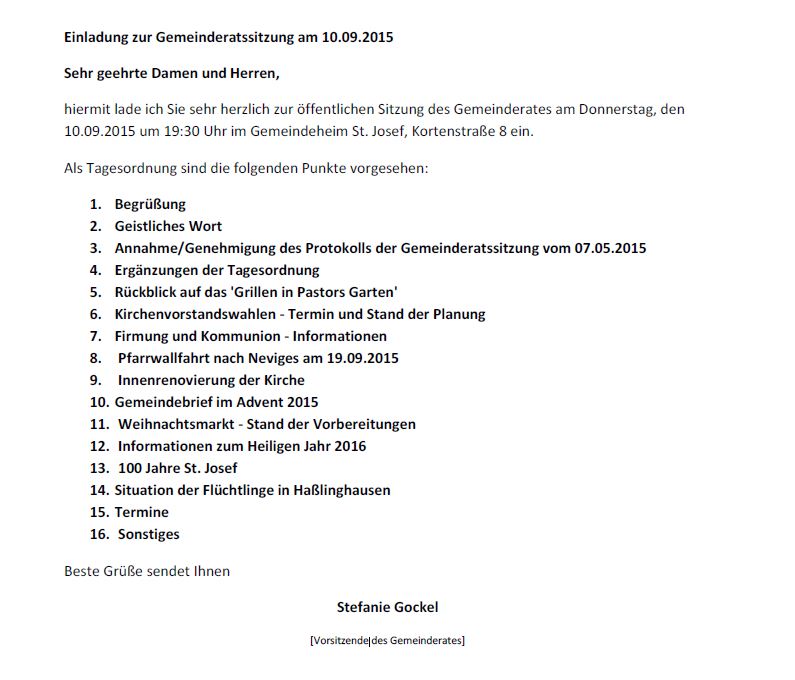 Einladung zur Gemeinderatssitzung am 10.09.2015
Sehr geehrte Damen und Herren,
hiermit lade ich Sie sehr herzlich zur öffentlichen Sitzung des Gemeinderates am Donnerstag, den
10.09.2015 um 19:30 Uhr im Gemeindeheim St. Josef, Kortenstraße 8 ein.
Als Tagesordnung sind die folgenden Punkte vorgesehen:
1. Begrüßung
2. Geistliches Wort
3. Annahme/Genehmigung des Protokolls der Gemeinderatssitzung vom 07.05.2015
4. Ergänzungen der Tagesordnung
5. Rückblick auf das 'Grillen in Pastors Garten'
6. Kirchenvorstandswahlen - Termin und Stand der Planung
7. Firmung und Kommunion - Informationen
8. Pfarrwallfahrt nach Neviges am 19.09.2015
9. Innenrenovierung der Kirche
10. Gemeindebrief im Advent 2015
11. Weihnachtsmarkt - Stand der Vorbereitungen
12. Informationen zum Heiligen Jahr 2016
13. 100 Jahre St. Josef
14. Situation der Flüchtlinge in Haßlinghausen
15. Termine
16. Sonstiges
Beste Grüße sendet Ihnen
Stefanie Gockel
[Vorsitzende des Gemeinderates]